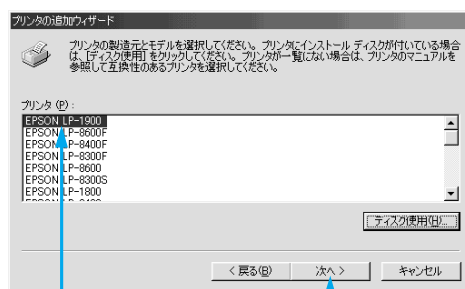 プリンタの追加ウィザード
プリンタの製造元とモデルを選択してください。プリンタにインストール ディスクが付いている場合
は、[ディスク使用] をクリックしてください。プリンタが一覧にない場合は、プリンタのマニュアルを
参照して互換性のあるプリンタを選択してください。
プリンタ (P) :
EPSON LP-1900
EPSON LP-8600F
EPSON LP-8400F
EPSON LP-8300F
EPSON LP-8600
EPSON LP-8300S
EPSON LP-1800
ディスク使用(H)...
< 戻る(B)
次へ >
キャンセル